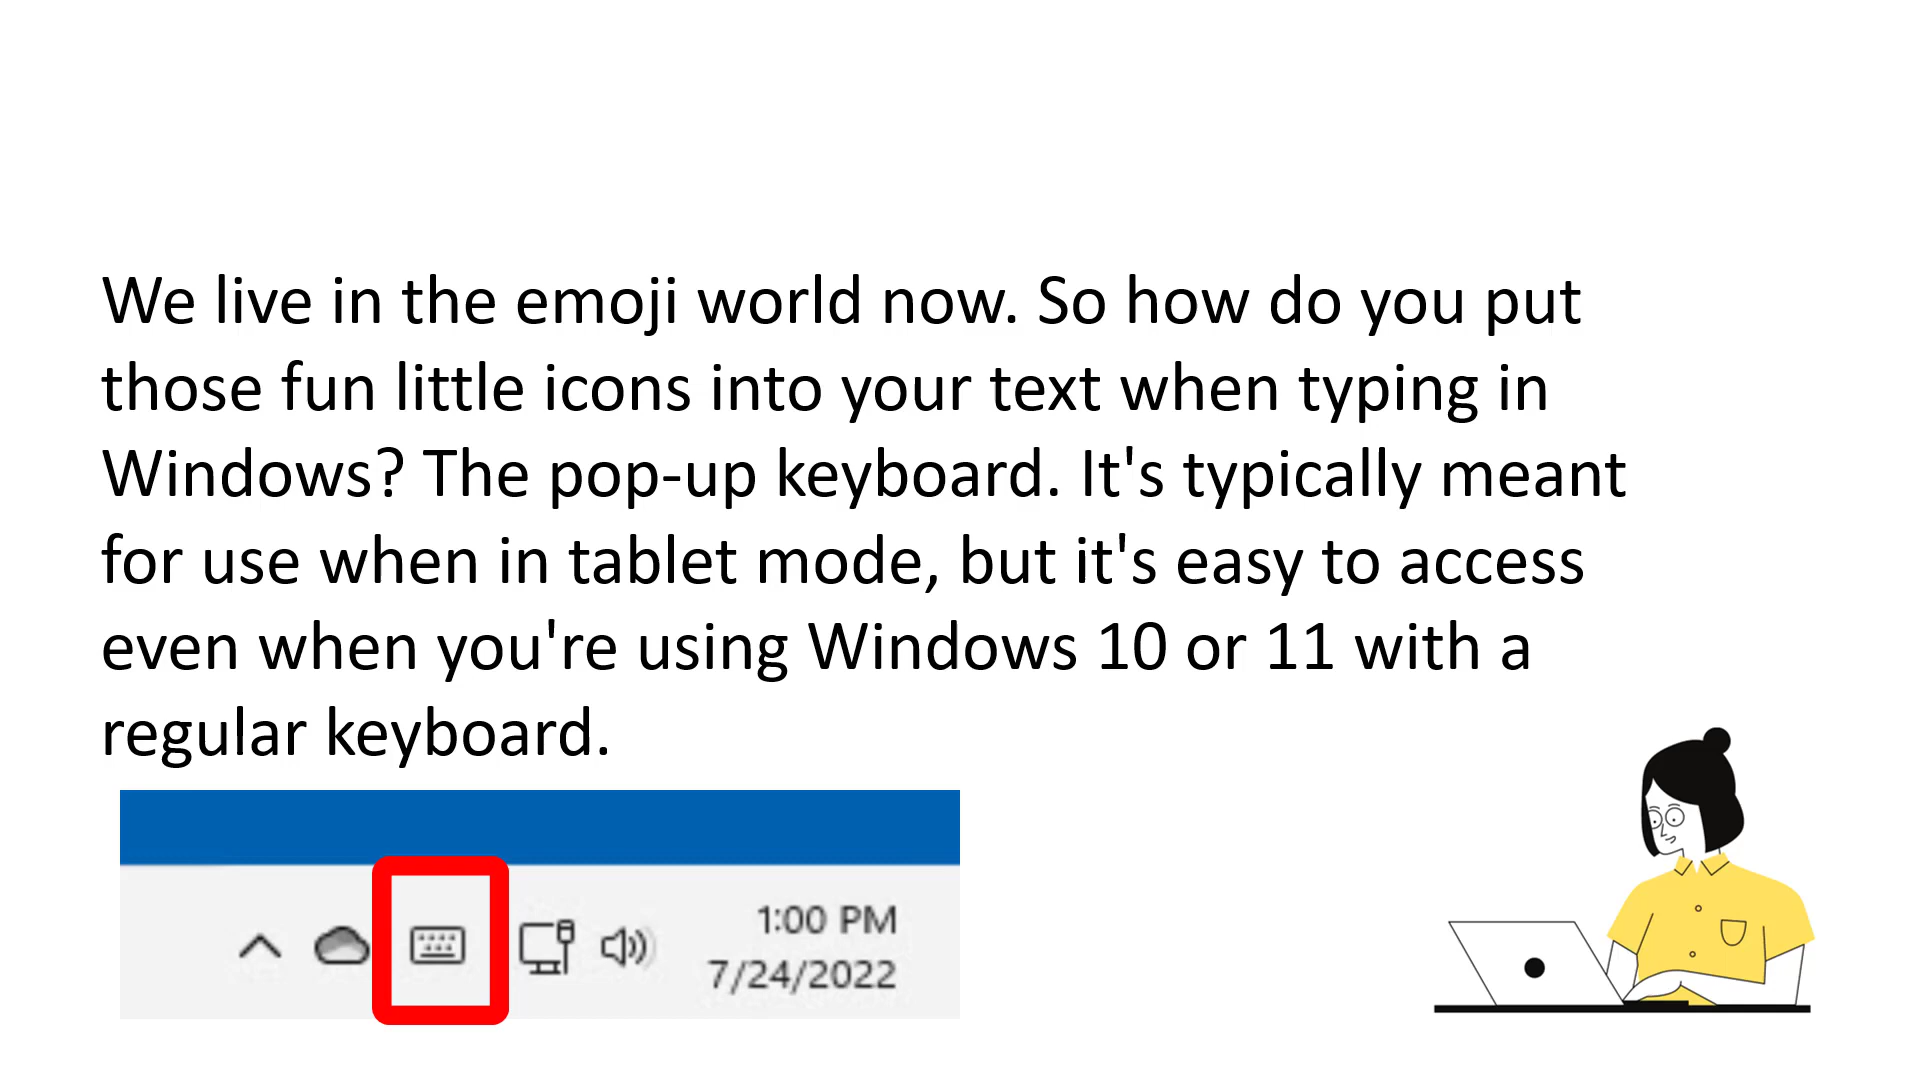 We live in the emoji world now. So how do you put
those fun little icons into your text when typing in
Windows? The pop-up keyboard. It's typically meant
for use when in tablet mode, but it's easy to access
even when you're using Windows 10 or 11 with a
regular keyboard.
1:00 PM
7/24/2022